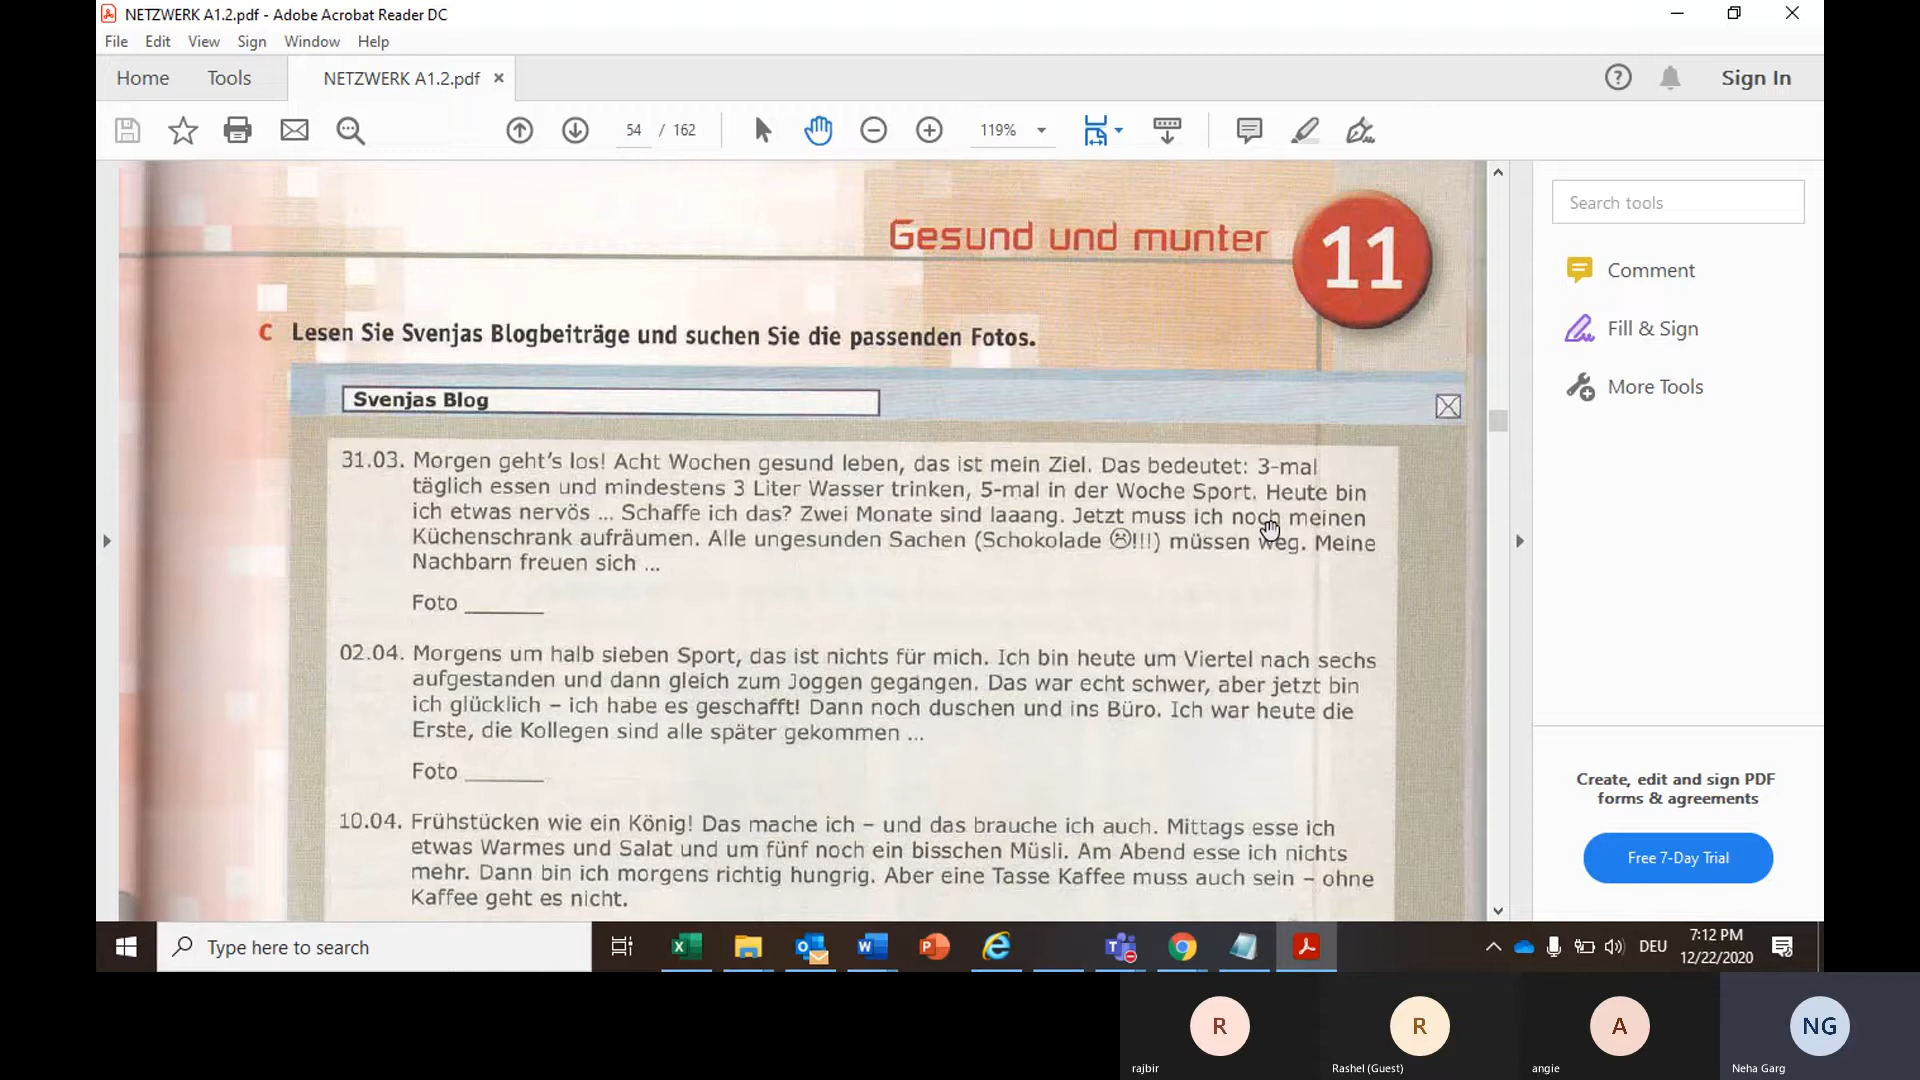 NETZWERK A1.2.pdf - Adobe Acrobat Reader DC
File Edit View Sign Window Help
Home Tools NETZWERK A1.2.pdf × Sign In
54 / 162 119%
Gesund und munter 11
Search tools
Comment
Fill & Sign
More Tools
C Lesen Sie Svenjas Blogbeiträge und suchen Sie die passenden Fotos.
Svenjas Blog
31.03. Morgen geht's los! Acht Wochen gesund leben, das ist mein Ziel. Das bedeutet: 3-mal
täglich essen und mindestens 3 Liter Wasser trinken, 5-mal in der Woche Sport. Heute bin
ich etwas nervös ... Schaffe ich das? Zwei Monate sind laaang. Jetzt muss ich noch meinen
Küchenschrank aufräumen. Alle ungesunden Sachen (Schokolade ☹!!!) müssen weg. Meine
Nachbarn freuen sich ...
Foto ______
02.04. Morgens um halb sieben Sport, das ist nichts für mich. Ich bin heute um Viertel nach sechs
aufgestanden und dann gleich zum Joggen gegangen. Das war echt schwer, aber jetzt bin
ich glücklich – ich habe es geschafft! Dann noch duschen und ins Büro. Ich war heute die
Erste, die Kollegen sind alle später gekommen ...
Foto ______
10.04. Frühstücken wie ein König! Das mache ich – und das brauche ich auch. Mittags esse ich
etwas Warmes und Salat und um fünf noch ein bisschen Müsli. Am Abend esse ich nichts
mehr. Dann bin ich morgens richtig hungrig. Aber eine Tasse Kaffee muss auch sein – ohne
Kaffee geht es nicht.
Create, edit and sign PDF
forms & agreements
Free 7-Day Trial
Type here to search
DEU
7:12 PM
12/22/2020
R R A NG
rajbir Rashel (Guest) angie Neha Garg